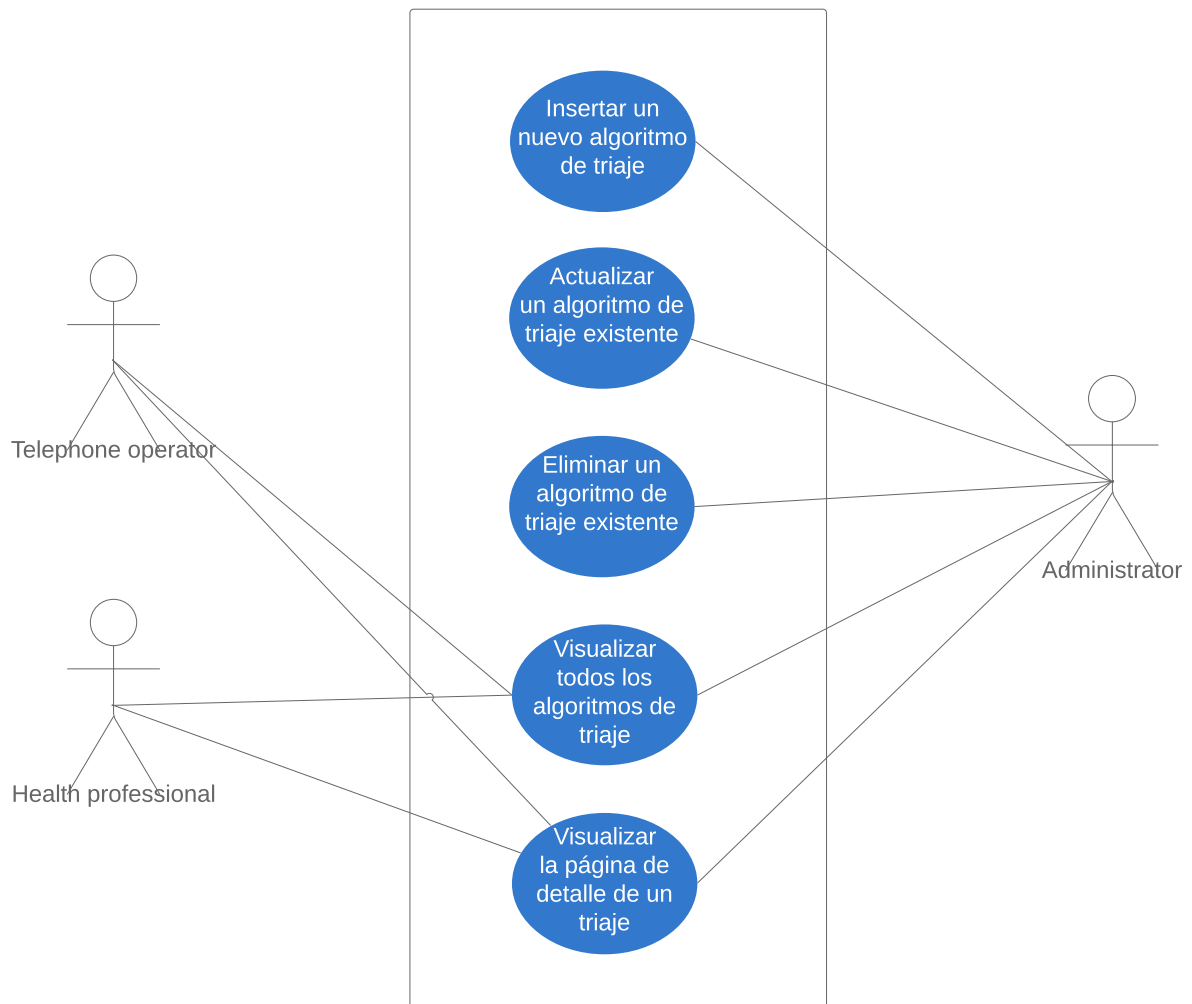 Insertar un
nuevo algoritmo
de triaje
Actualizar
un algoritmo de
triaje existente
Telephone operator
Eliminar un
algoritmo de
triaje existente
Administrator
Visualizar
todos los
algoritmos de
triaje
Health professional
Visualizar
la página de
detalle de un
triaje